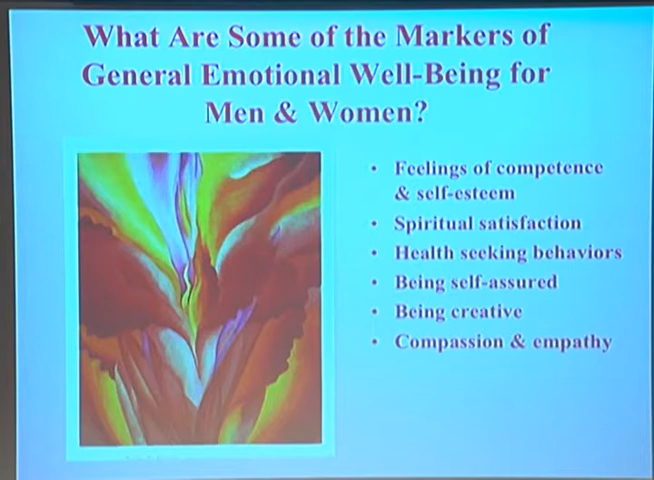 What Are Some of the Markers of
General Emotional Well-Being for
Men & Women?
• Feelings of competence
& self-esteem
• Spiritual satisfaction
• Health seeking behaviors
• Being self-assured
• Being creative
• Compassion & empathy